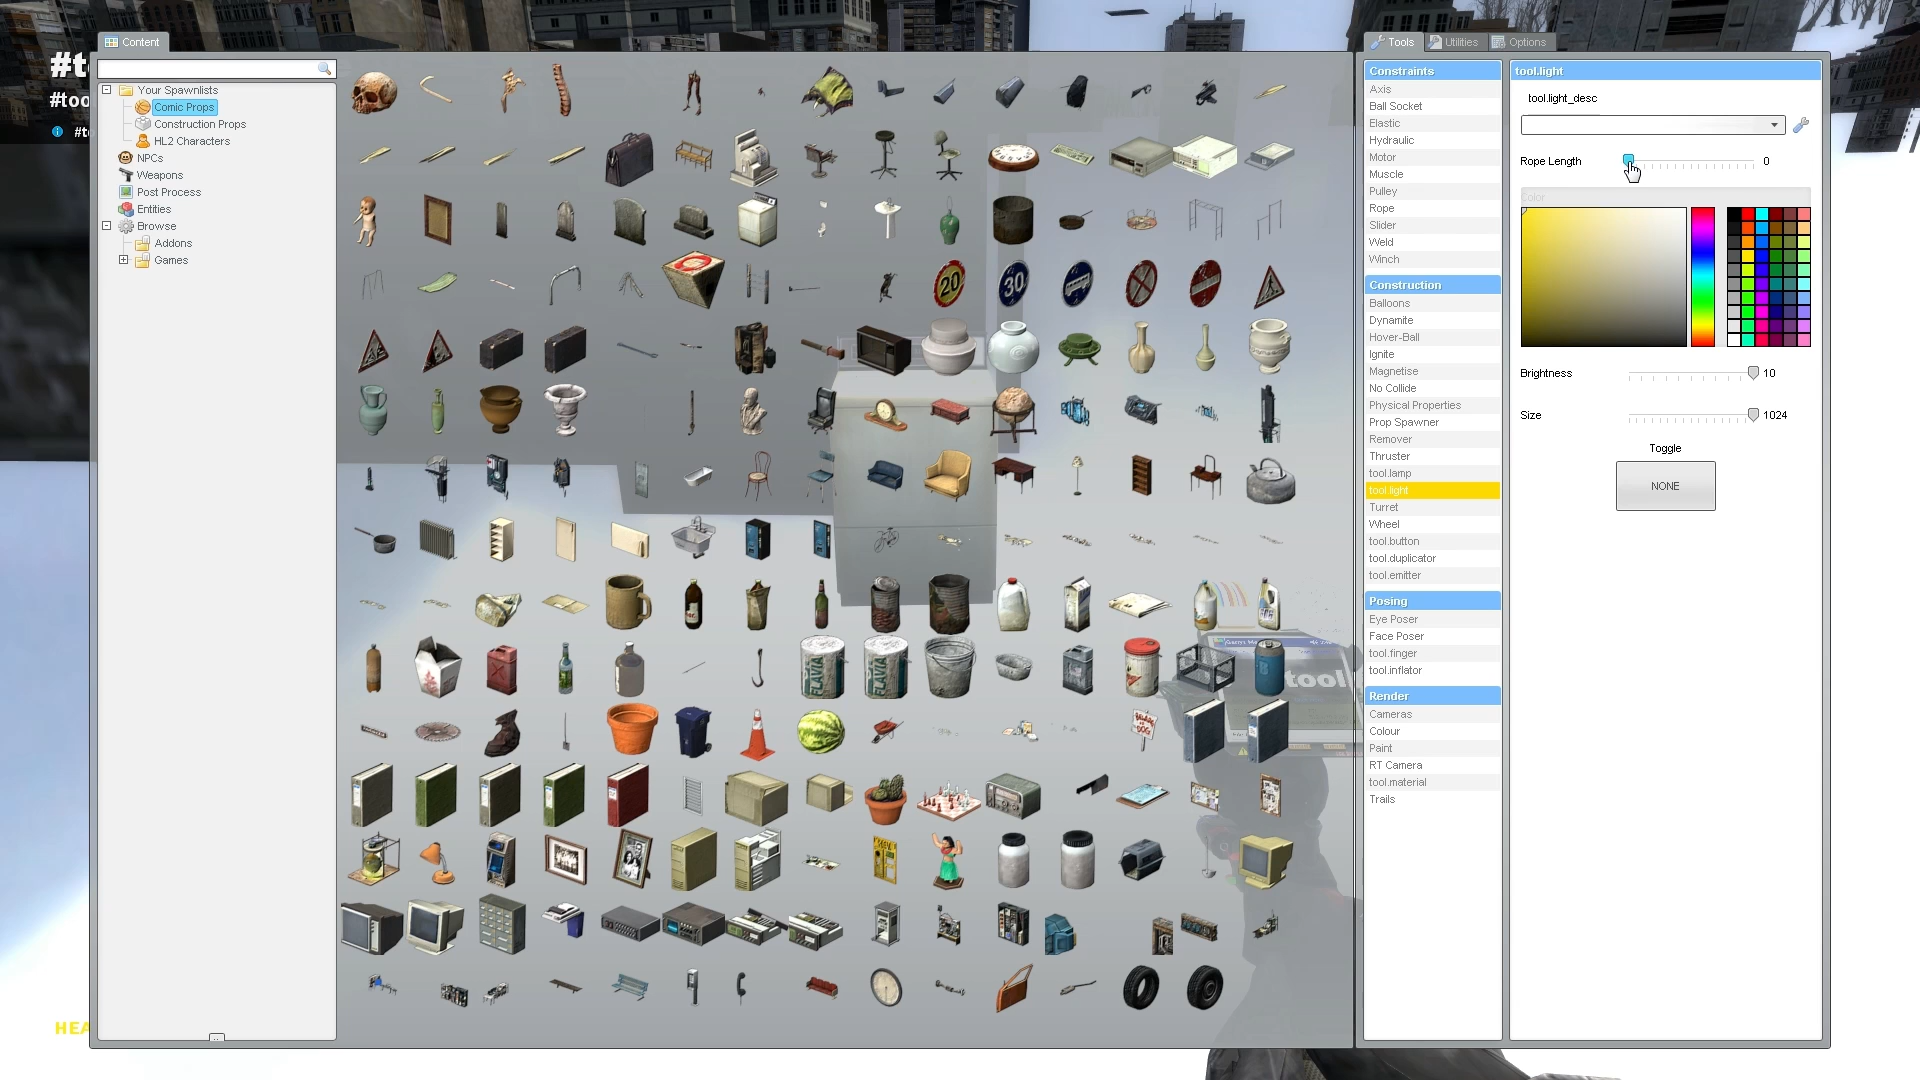 Content
Tools
Utilities
Options
#t
#too
#t
Your Spawnlists
Comic Props
Construction Props
HL2 Characters
NPCs
Weapons
Post Process
Entities
Browse
Addons
Games
20
30
FLAVIA
FLAVIA
BEWARE
DOG
tool
HEA
Constraints
Axis
Ball Socket
Elastic
Hydraulic
Motor
Muscle
Pulley
Rope
Slider
Weld
Winch
Construction
Balloons
Dynamite
Hover-Ball
Ignite
Magnetise
No Collide
Physical Properties
Prop Spawner
Remover
Thruster
tool.lamp
tool.light
Turret
Wheel
tool.button
tool.duplicator
tool.emitter
Posing
Eye Poser
Face Poser
tool.finger
tool.inflator
Render
Cameras
Colour
Paint
RT Camera
tool.material
Trails
tool.light
tool.light_desc
Rope Length 0
Color
Brightness 10
Size 1024
Toggle
NONE